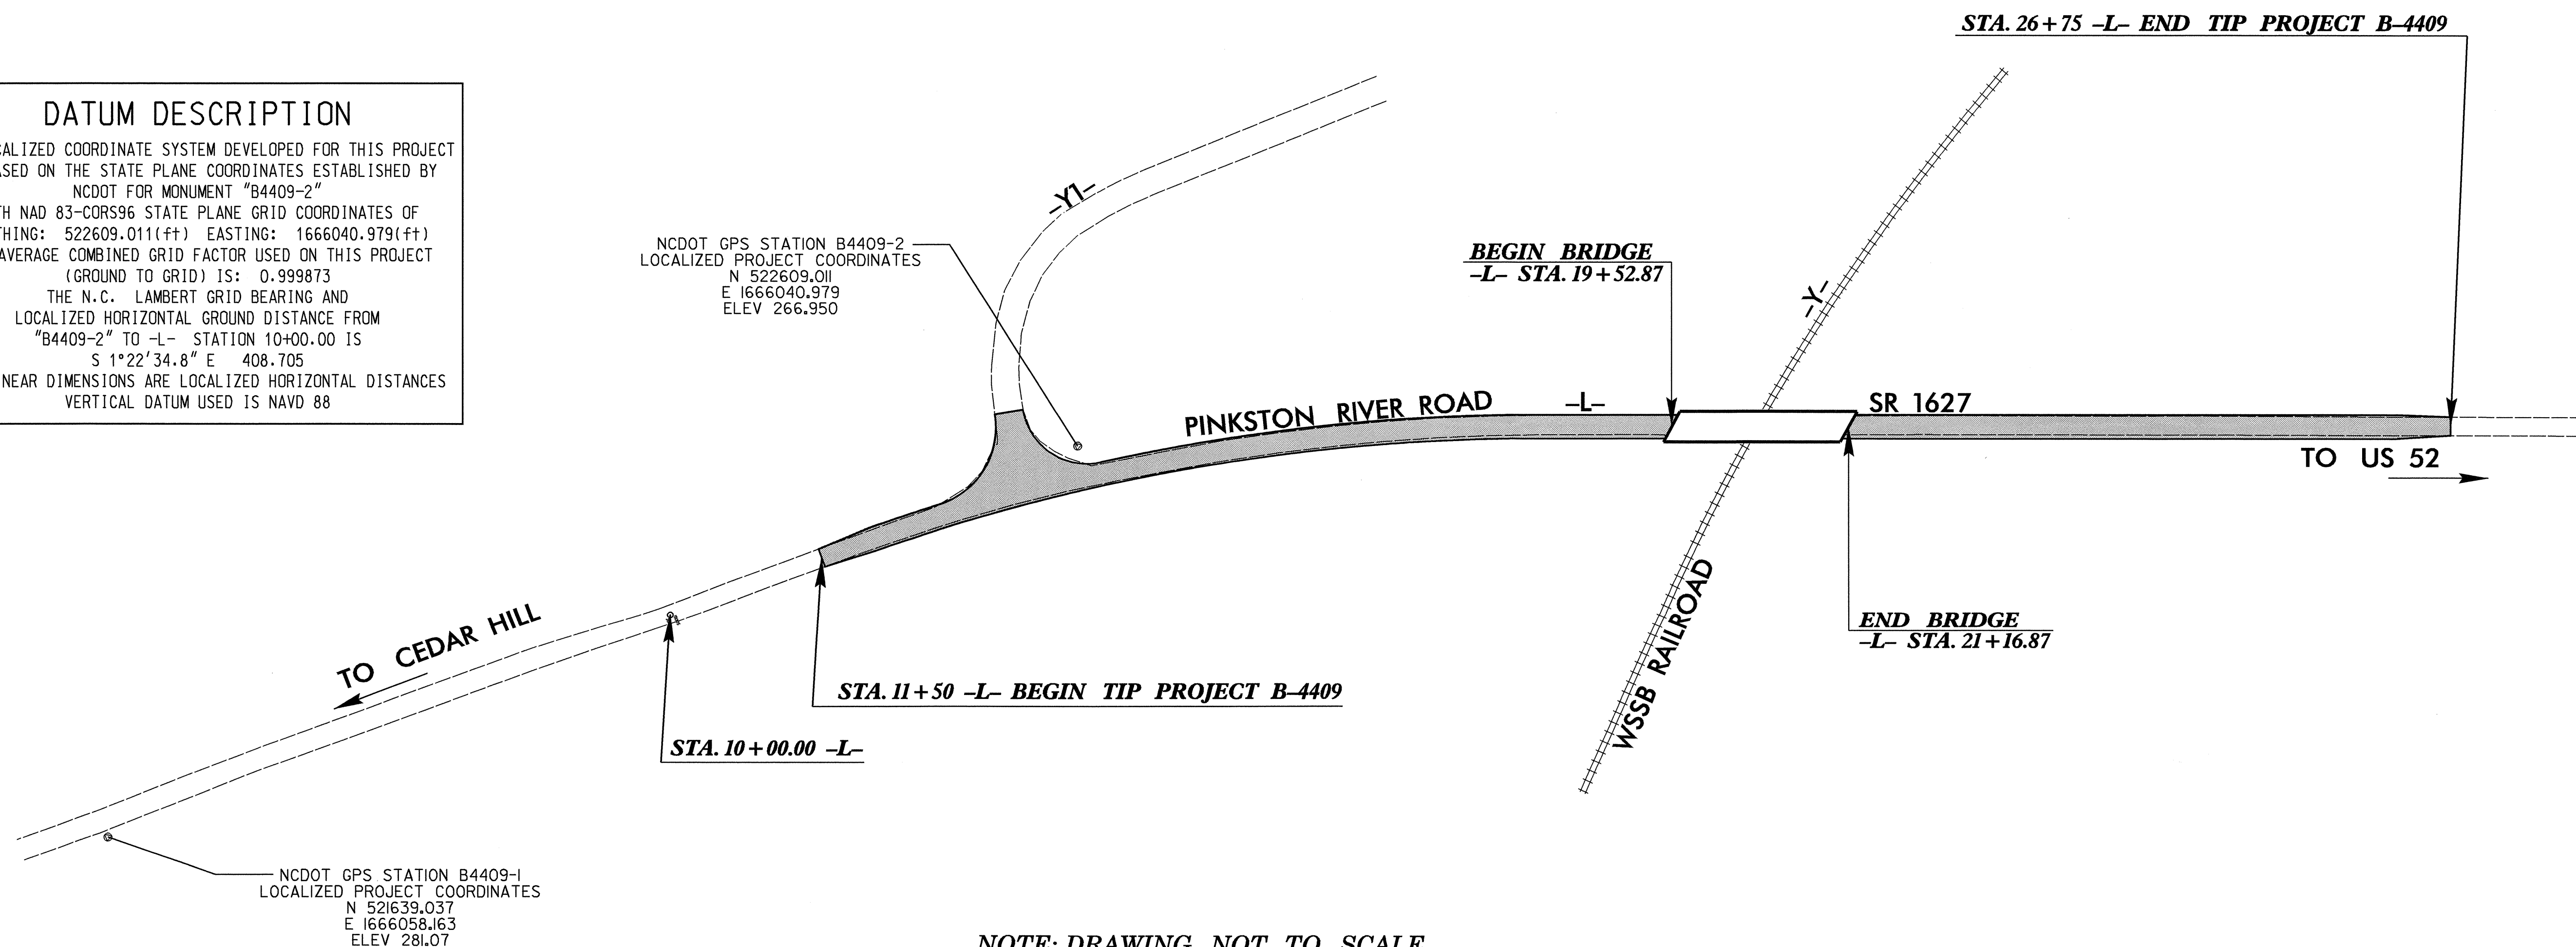 STA. 26+75 -L- END TIP PROJECT B-4409
DATUM DESCRIPTION
COORDINATE SYSTEM DEVELOPED FOR THIS PROJECT
ON THE STATE PLANE COORDINATES ESTABLISHED BY
NCDOT FOR MONUMENT "B4409-2"
NAD 83-CORS96 STATE PLANE GRID COORDINATES OF
522609.011(ft) EASTING: 1666040.979(ft)
AVERAGE COMBINED GRID FACTOR USED ON THIS PROJECT
(GROUND TO GRID) IS: 0.999873
THE N.C. LAMBERT GRID BEARING AND
LOCALIZED HORIZONTAL GROUND DISTANCE FROM
"B4409-2" TO -L- STATION 10+00.00 IS
S 1°22'34.8" E 408.705
DIMENSIONS ARE LOCALIZED HORIZONTAL DISTANCES
VERTICAL DATUM USED IS NAVD 88
-Y1-
NCDOT GPS STATION B4409-2
LOCALIZED PROJECT COORDINATES
N 522609.011
E 1666040.979
ELEV 266.950
BEGIN BRIDGE
-L- STA. 19+52.87
-Y-
PINKSTON RIVER ROAD
-L-
SR 1627
TO US 52
TO CEDAR HILL
WSSB RAILROAD
END BRIDGE
-L- STA. 21+16.87
STA. 11+50 -L- BEGIN TIP PROJECT B-4409
STA. 10+00.00 -L-
NCDOT GPS STATION B4409-1
LOCALIZED PROJECT COORDINATES
N 521639.037
E 1666058.163
ELEV 281.07
NOTE: DRAWING NOT TO SCALE